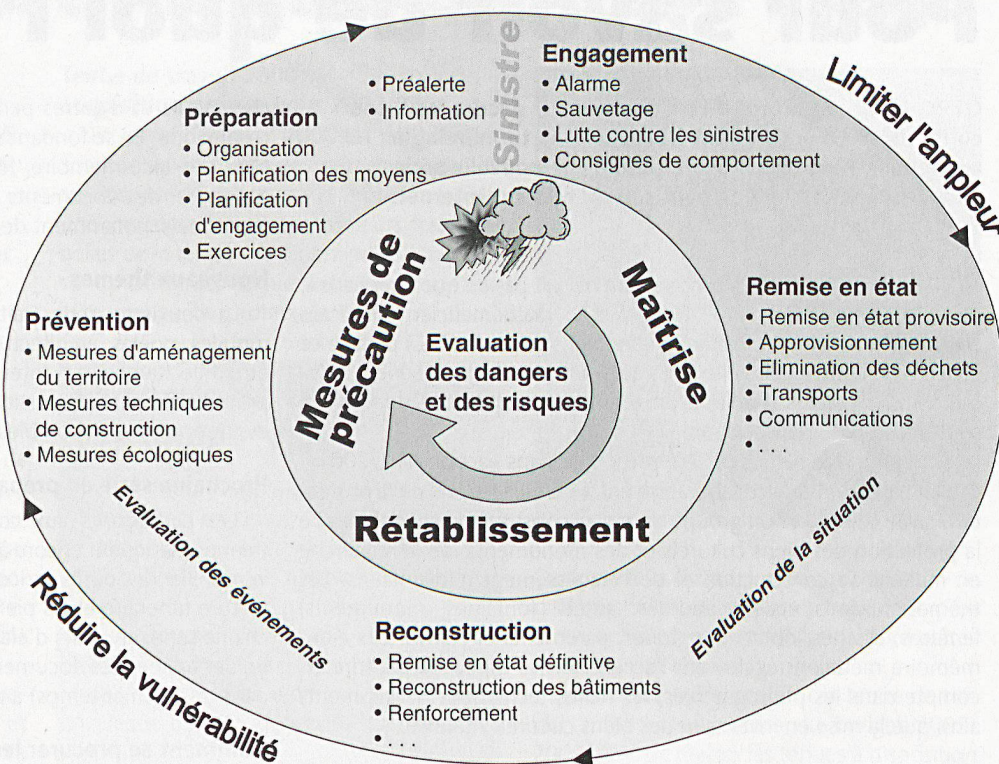 Sinistre
Engagement
• Alarme
• Sauvetage
• Lutte contre les sinistres
• Consignes de comportement
Limiter l'ampleur
Remise en état
• Remise en état provisoire
• Approvisionnement
• Elimination des déchets
• Transports
• Communications
• ...
Evaluation de la situation
Reconstruction
• Remise en état définitive
• Reconstruction des bâtiments
• Renforcement
Evaluation des événements
Réduire la vulnérabilité
Prévention
• Mesures d'aménagement
du territoire
• Mesures techniques
de construction
• Mesures écologiques
Préparation
• Organisation
• Planification des moyens
• Planification
d'engagement
• Exercices
• Préalerte
• Information
Mesures de
précaution
Maîtrise
Rétablissement
Evaluation
des dangers
et des risques